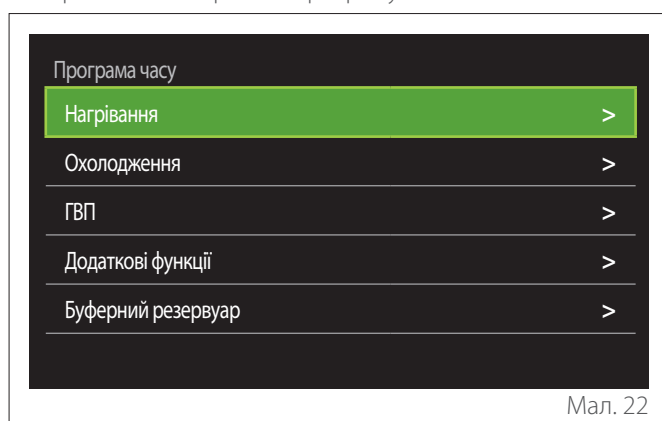 Програма часу
Нагрівання >
Охолодження >
ГВП >
Додаткові функції >
Буферний резервуар >
Мал. 22